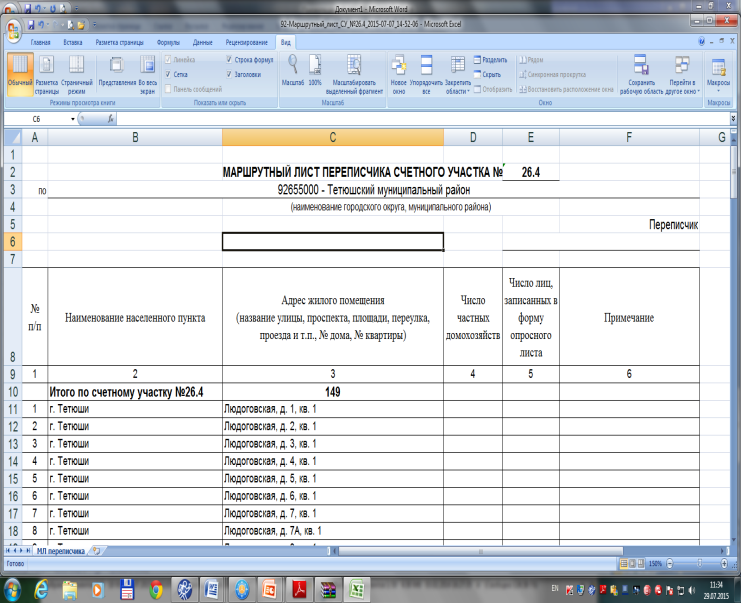 Документ1 - Microsoft Word
92-Маршрутный_лист_СУ_№26.4_2015-07-07_14-52-06 - Microsoft Excel
Главная Вставка Разметка страницы Формулы Данные Рецензирование Вид
Обычный Разметка страницы Страничный режим Представления Во весь экран
Линейка Строка формул
Сетка Заголовки
Панель сообщений
Масштаб 100% Масштабировать выделенный фрагмент
Новое окно Упорядочить все Закрепить области
Разделить
Скрыть
Отобразить
Рядом
Синхронная прокрутка
Восстановить расположение окна
Сохранить рабочую область Перейти в другое окно Макросы
Режимы просмотра книги Показать или скрыть Масштаб Окно Макросы
C6 fx
A B C D E F G
1
2 МАРШРУТНЫЙ ЛИСТ ПЕРЕПИСЧИКА СЧЕТНОГО УЧАСТКА № 26.4
3 по 92655000 - Тетюшский муниципальный район
4 (наименование городского округа, муниципального района)
5 Переписчик
6
7
8 № п/п Наименование населенного пункта Адрес жилого помещения (название улицы, проспекта, площади, переулка, проезда и т.п., № дома, № квартиры) Число частных домохозяйств Число лиц, записанных в форму опросного листа Примечание
9 1 2 3 4 5 6
10 Итого по счетному участку №26.4 149
11 1 г. Тетюши Людоговская, д. 1, кв. 1
12 2 г. Тетюши Людоговская, д. 2, кв. 1
13 3 г. Тетюши Людоговская, д. 3, кв. 1
14 4 г. Тетюши Людоговская, д. 4, кв. 1
15 5 г. Тетюши Людоговская, д. 5, кв. 1
16 6 г. Тетюши Людоговская, д. 6, кв. 1
17 7 г. Тетюши Людоговская, д. 7, кв. 1
18 8 г. Тетюши Людоговская, д. 7А, кв. 1
МЛ переписчика
Готово 150%
EN 11:34
29.07.2015